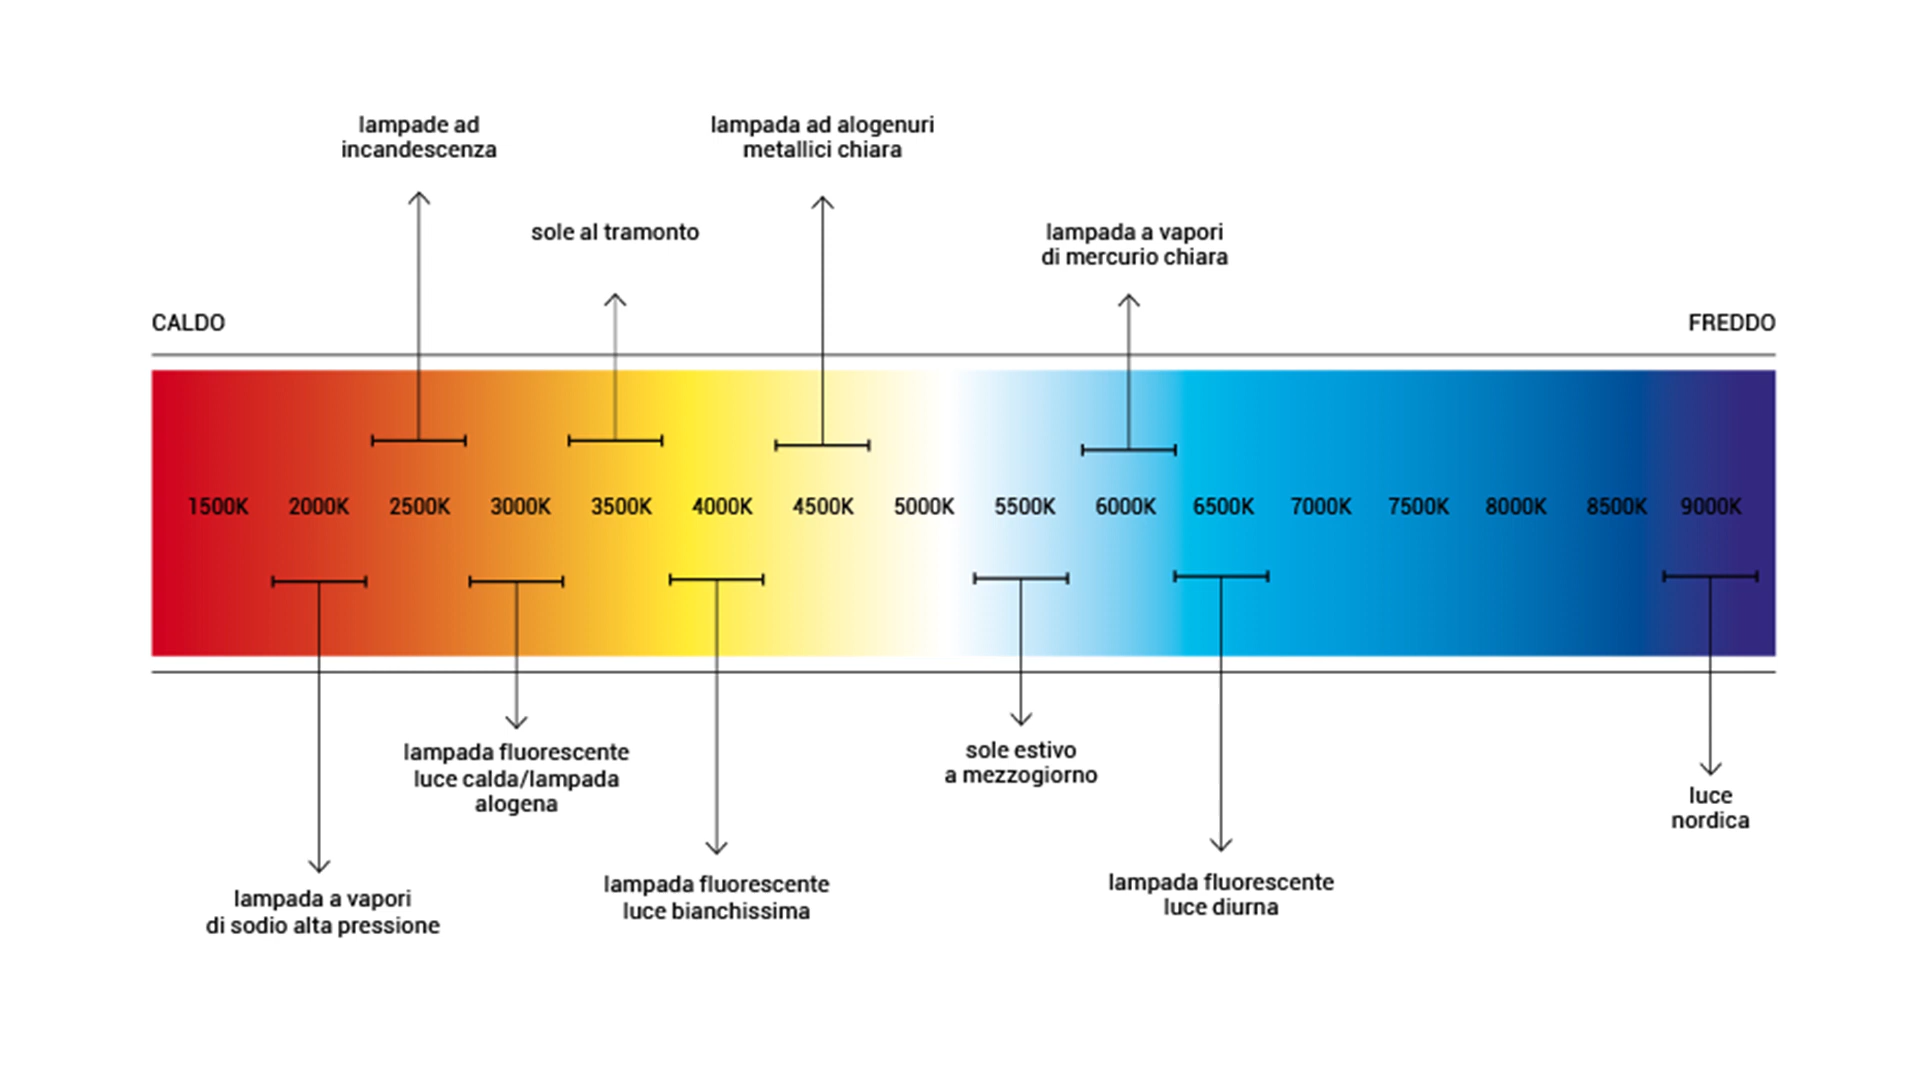 lampade ad
incandescenza
lampada ad alogenuri
metallici chiara
sole al tramonto
lampada a vapori
di mercurio chiara
CALDO
FREDDO
1500K 2000K 2500K 3000K 3500K 4000K 4500K 5000K 5500K 6000K 6500K 7000K 7500K 8000K 8500K 9000K
lampada fluorescente
luce calda/lampada
alogena
sole estivo
a mezzogiorno
luce
nordica
lampada a vapori
di sodio alta pressione
lampada fluorescente
luce bianchissima
lampada fluorescente
luce diurna